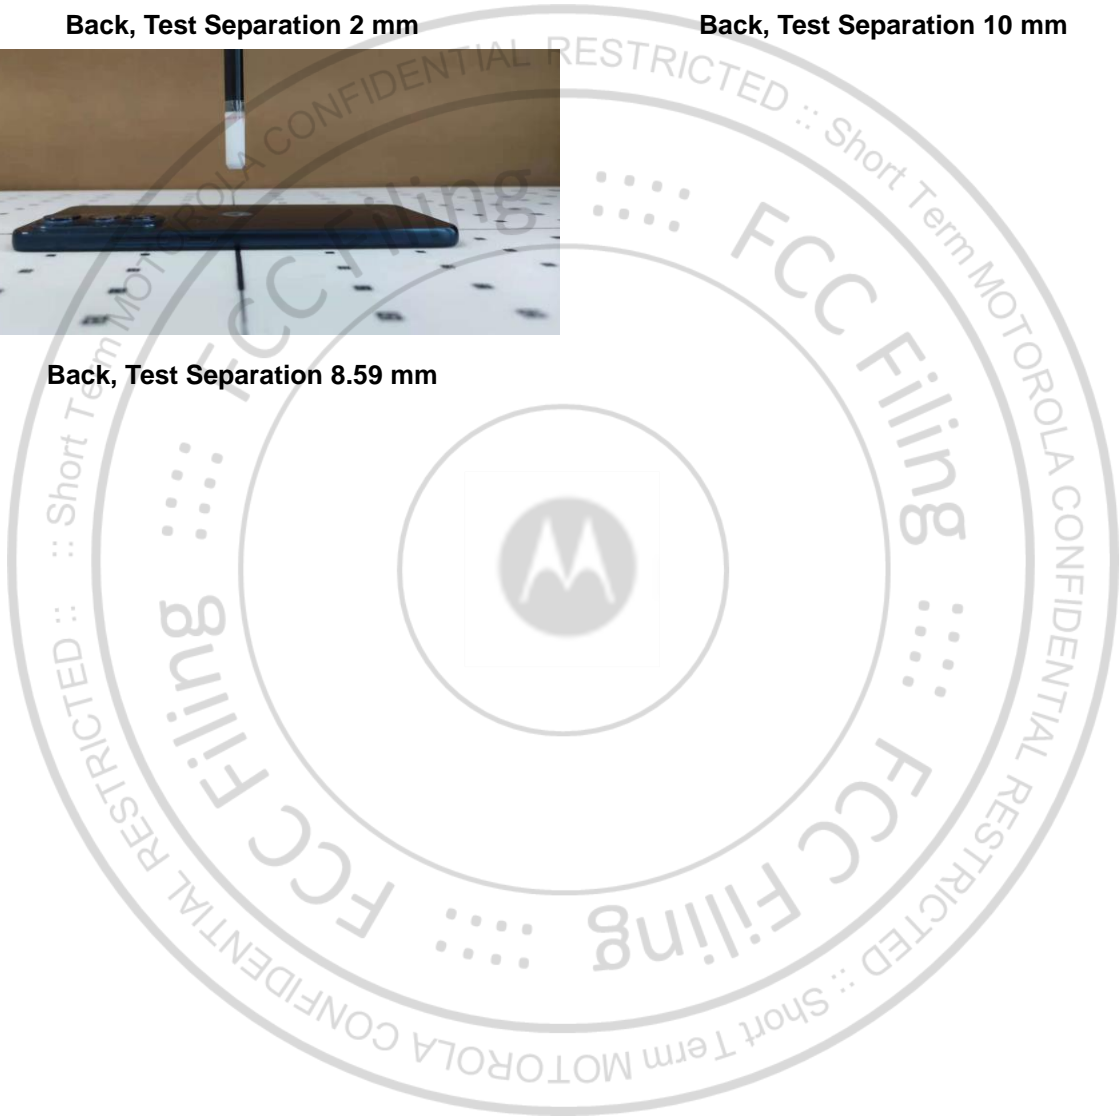 Back, Test Separation 2 mm
Back, Test Separation 10 mm
Back, Test Separation 8.59 mm
MOTOROLA CONFIDENTIAL RESTRICTED :: Short Term MOTOROLA CONFIDENTIAL RESTRICTED :: Short Term MOTOROLA CONFIDENTIAL RESTRICTED :: Short Term
FCC Filing :::: FCC Filing :::: FCC Filing :::: FCC Filing ::::